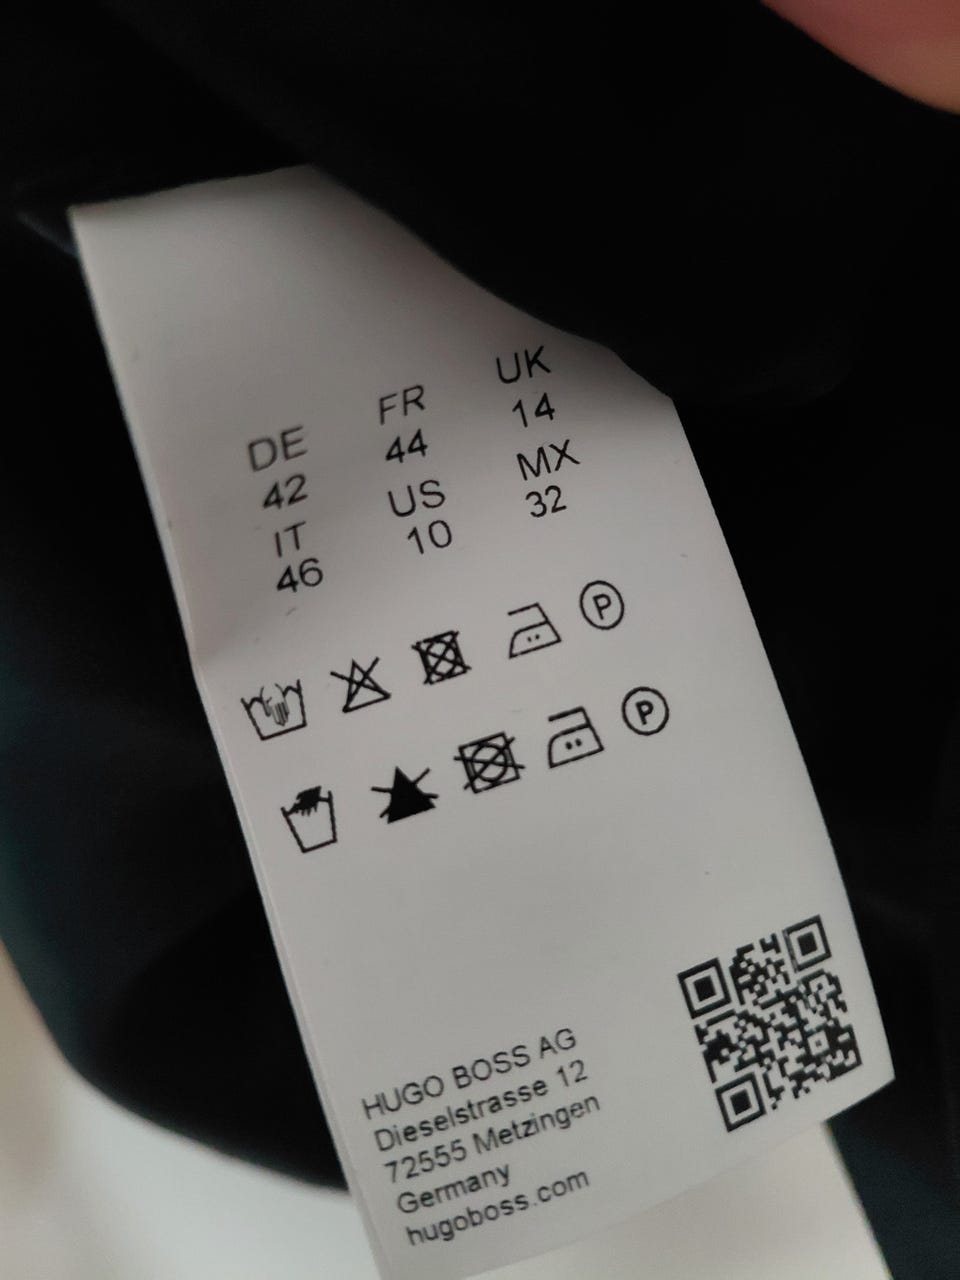 DE FR UK
42 44 14
IT US MX
46 10 32
P
P
HUGO BOSS AG
Dieselstrasse 12
72555 Metzingen
Germany
hugoboss.com